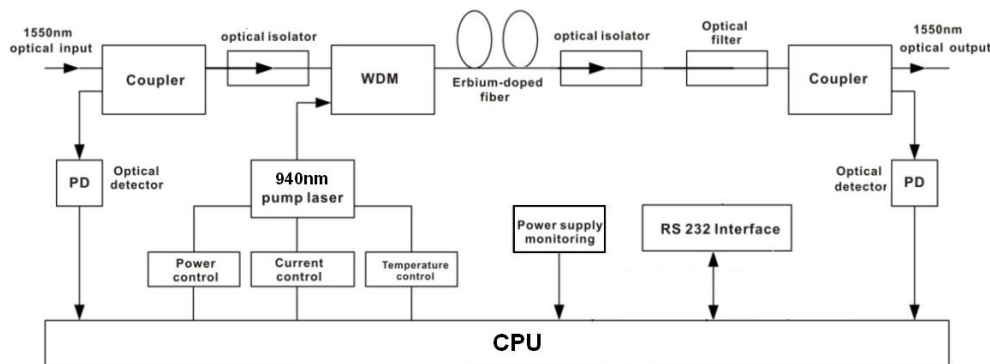 1550nm
optical input
optical isolator
optical isolator
Optical
filter
1550nm
optical output
Coupler
WDM
Erbium-doped
fiber
Coupler
PD
Optical
detector
940nm
pump laser
Optical
detector
PD
Power supply
monitoring
RS 232 Interface
Power
control
Current
control
Temperature
control
CPU